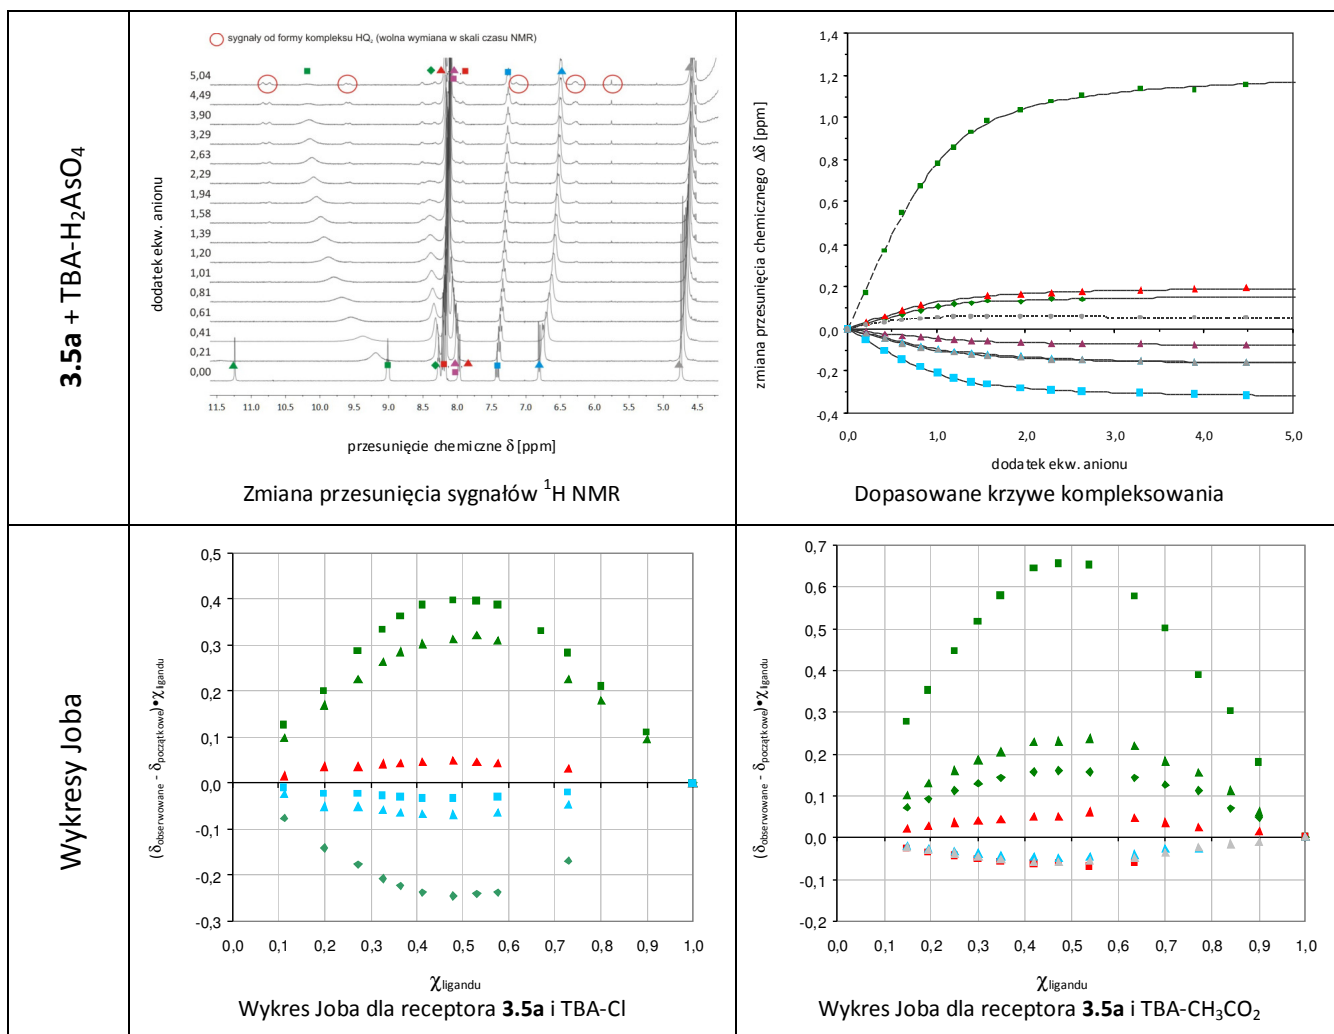 3.5a + TBA-H₂AsO₄
sygnały od formy kompleksu HQ₂ (wolna wymiana w skali czasu NMR)
dodatek ekw. anionu
5,04
4,49
3,90
3,29
2,63
2,29
1,94
1,58
1,39
1,20
1,01
0,81
0,61
0,41
0,21
0,00
11.5 11.0 10.5 10.0 9.5 9.0 8.5 8.0 7.5 7.0 6.5 6.0 5.5 5.0 4.5
przesunięcie chemiczne δ [ppm]
Zmiana przesunięcia sygnałów ¹H NMR
zmiana przesunięcia chemicznego Δδ [ppm]
1,4
1,2
1,0
0,8
0,6
0,4
0,2
0,0
-0,2
-0,4
0,0 1,0 2,0 3,0 4,0 5,0
dodatek ekw. anionu
Dopasowane krzywe kompleksowania
Wykresy Joba
(δobserwowane - δpoczątkowe)•χligandu
0,5
0,4
0,3
0,2
0,1
0,0
-0,1
-0,2
-0,3
0,0 0,1 0,2 0,3 0,4 0,5 0,6 0,7 0,8 0,9 1,0
χligandu
Wykres Joba dla receptora 3.5a i TBA-Cl
(δobserwowane - δpoczątkowe)•χligandu
0,7
0,6
0,5
0,4
0,3
0,2
0,1
0,0
-0,1
-0,2
0,0 0,1 0,2 0,3 0,4 0,5 0,6 0,7 0,8 0,9 1,0
χligandu
Wykres Joba dla receptora 3.5a i TBA-CH₃CO₂